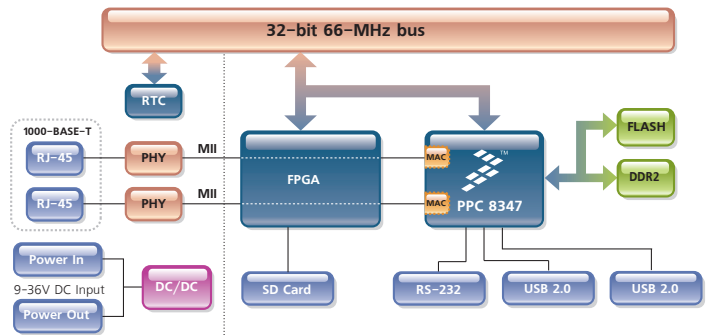 32-bit 66-MHz bus
RTC
1000-BASE-T
RJ-45
PHY
MII
FPGA
MAC
TM
PPC 8347
FLASH
DDR2
RJ-45
PHY
MII
MAC
Power In
9-36V DC Input
Power Out
DC/DC
SD Card
RS-232
USB 2.0
USB 2.0